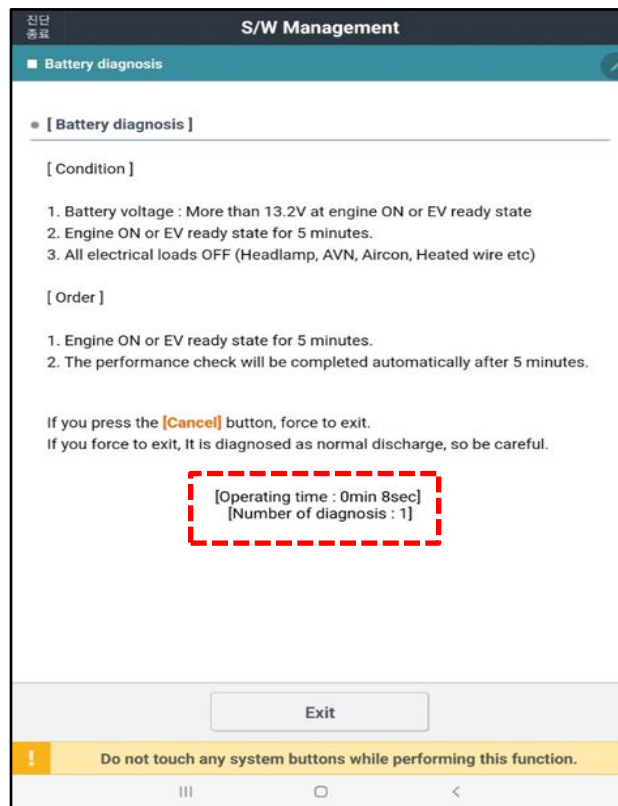 진단
종료
S/W Management
■ Battery diagnosis
[ Battery diagnosis ]
[ Condition ]
1. Battery voltage : More than 13.2V at engine ON or EV ready state
2. Engine ON or EV ready state for 5 minutes.
3. All electrical loads OFF (Headlamp, AVN, Aircon, Heated wire etc)
[ Order ]
1. Engine ON or EV ready state for 5 minutes.
2. The performance check will be completed automatically after 5 minutes.
If you press the [Cancel] button, force to exit.
If you force to exit, It is diagnosed as normal discharge, so be careful.
[Operating time : 0min 8sec]
[Number of diagnosis : 1]
Exit
! Do not touch any system buttons while performing this function.